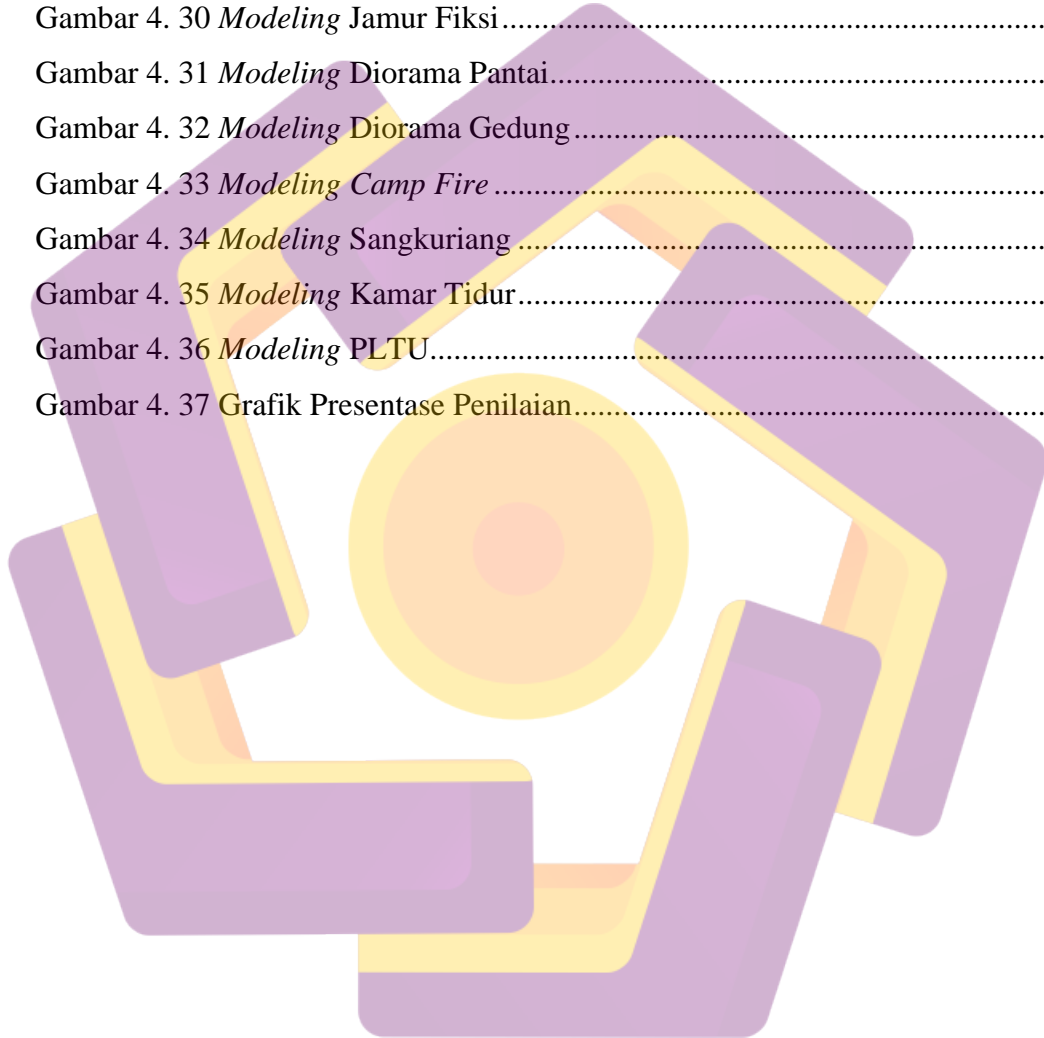 Gambar 4. 30 Modeling Jamur Fiksi........................................................................
Gambar 4. 31 Modeling Diorama Pantai..................................................................
Gambar 4. 32 Modeling Diorama Gedung...............................................................
Gambar 4. 33 Modeling Camp Fire.........................................................................
Gambar 4. 34 Modeling Sangkuriang......................................................................
Gambar 4. 35 Modeling Kamar Tidur......................................................................
Gambar 4. 36 Modeling PLTU.................................................................................
Gambar 4. 37 Grafik Presentase Penilaian..............................................................